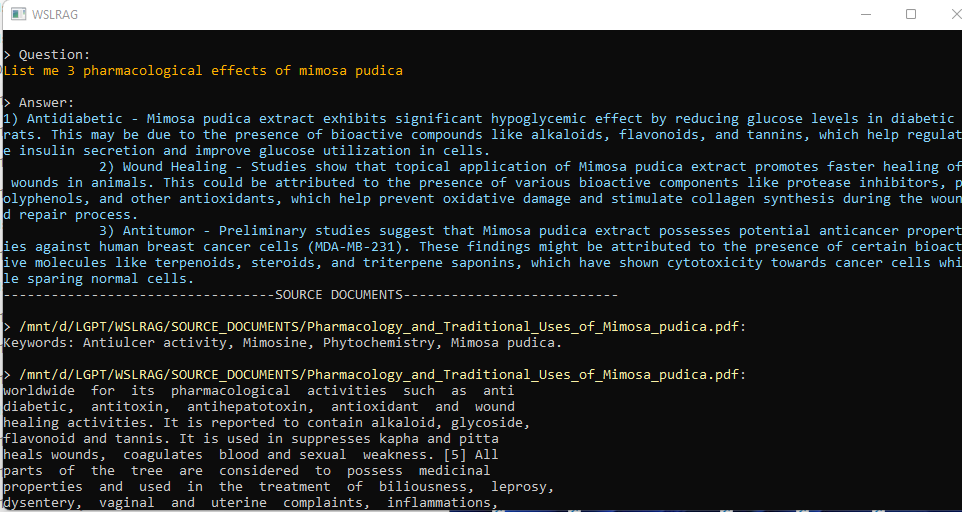 WSLRAG
> Question:
List me 3 pharmacological effects of mimosa pudica
> Answer:
1) Antidiabetic - Mimosa pudica extract exhibits significant hypoglycemic effect by reducing glucose levels in diabetic
rats. This may be due to the presence of bioactive compounds like alkaloids, flavonoids, and tannins, which help regulat
e insulin secretion and improve glucose utilization in cells.
2) Wound Healing - Studies show that topical application of Mimosa pudica extract promotes faster healing of
wounds in animals. This could be attributed to the presence of various bioactive components like protease inhibitors, p
olyphenols, and other antioxidants, which help prevent oxidative damage and stimulate collagen synthesis during the woun
d repair process.
3) Antitumor - Preliminary studies suggest that Mimosa pudica extract possesses potential anticancer propert
ies against human breast cancer cells (MDA-MB-231). These findings might be attributed to the presence of certain bioact
ive molecules like terpenoids, steroids, and triterpene saponins, which have shown cytotoxicity towards cancer cells whi
le sparing normal cells.
----------------------------------SOURCE DOCUMENTS---------------------------
> /mnt/d/LGPT/WSLRAG/SOURCE_DOCUMENTS/Pharmacology_and_Traditional_Uses_of_Mimosa_pudica.pdf:
Keywords: Antiulcer activity, Mimosine, Phytochemistry, Mimosa pudica.
> /mnt/d/LGPT/WSLRAG/SOURCE_DOCUMENTS/Pharmacology_and_Traditional_Uses_of_Mimosa_pudica.pdf:
worldwide for its pharmacological activities such as anti
diabetic, antitoxin, antihepatotoxin, antioxidant and wound
healing activities. It is reported to contain alkaloid, glycoside,
flavonoid and tannis. It is used in suppresses kapha and pitta
heals wounds, coagulates blood and sexual weakness. [5] All
parts of the tree are considered to possess medicinal
properties and used in the treatment of biliousness, leprosy,
dysentery, vaginal and uterine complaints, inflammations,